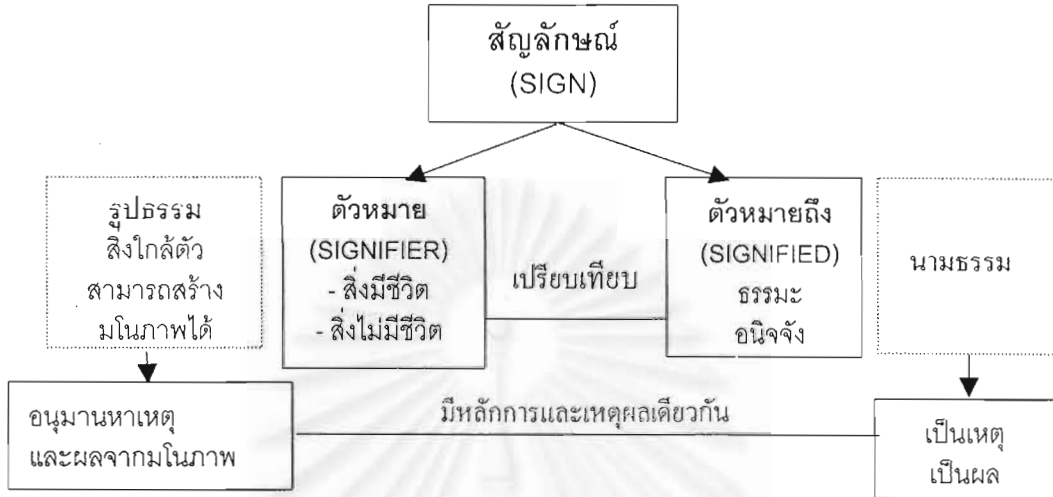 สัญลักษณ์
(SIGN)
รูปธรรม
สิ่งใกล้ตัว
สามารถสร้าง
มโนภาพได้
ตัวหมาย
(SIGNIFIER)
- สิ่งมีชีวิต
- สิ่งไม่มีชีวิต
เปรียบเทียบ
ตัวหมายถึง
(SIGNIFIED)
ธรรมะ
อนิจจัง
นามธรรม
อนุมานหาเหตุ
และผลจากมโนภาพ
มีหลักการและเหตุผลเดียวกัน
เป็นเหตุ
เป็นผล